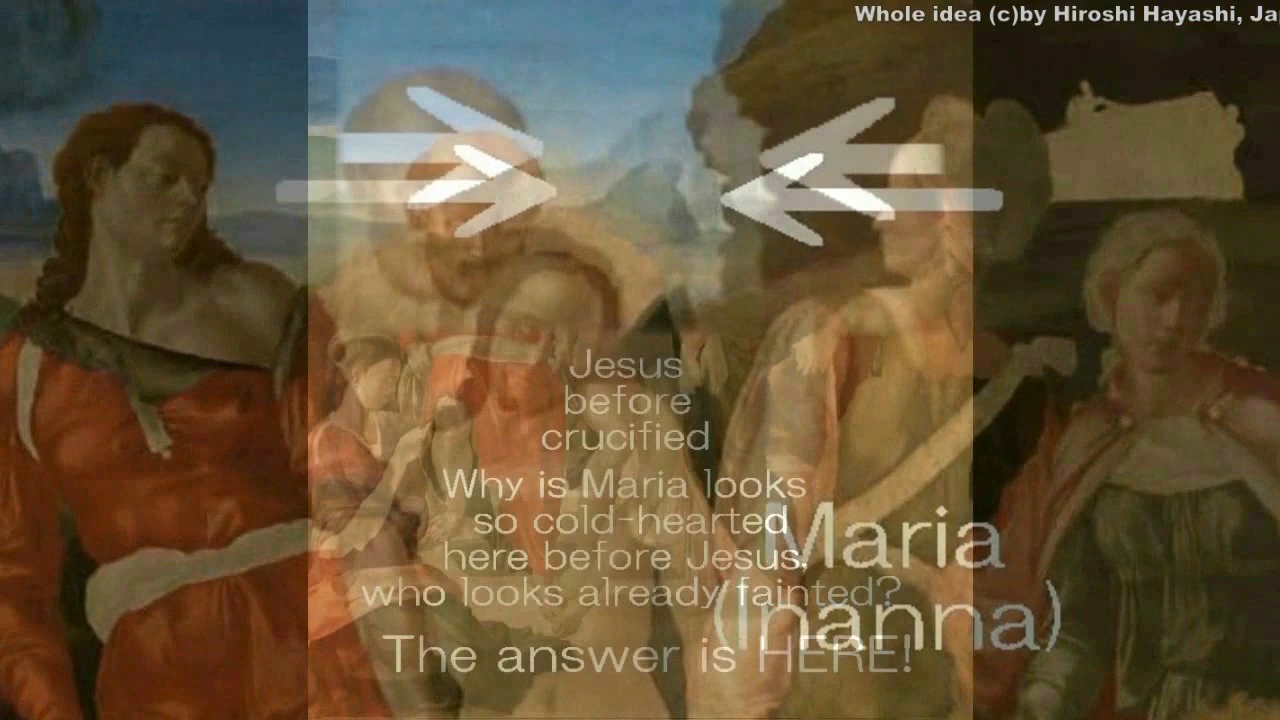 Whole idea (c)by Hiroshi Hayashi, Ja
Jesus
before
crucified
Why is Maria looks
so cold-hearted
here before Jesus,
who looks already fainted?
The answer is HERE!
Maria
(Inanna)